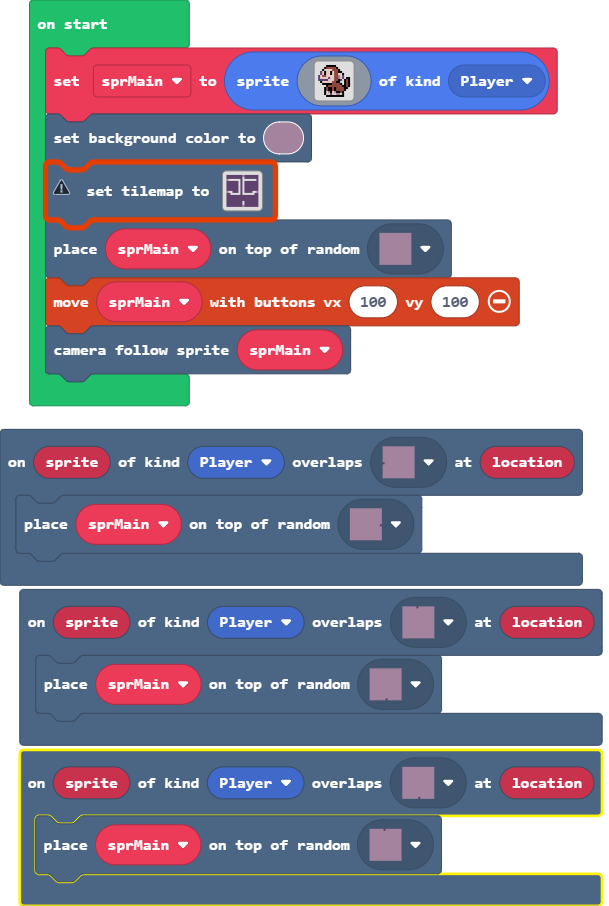 on start
set sprMain to sprite of kind Player
set background color to
set tilemap to
place sprMain on top of random
move sprMain with buttons vx 100 vy 100
camera follow sprite sprMain
on sprite of kind Player overlaps at location
place sprMain on top of random
on sprite of kind Player overlaps at location
place sprMain on top of random
on sprite of kind Player overlaps at location
place sprMain on top of random